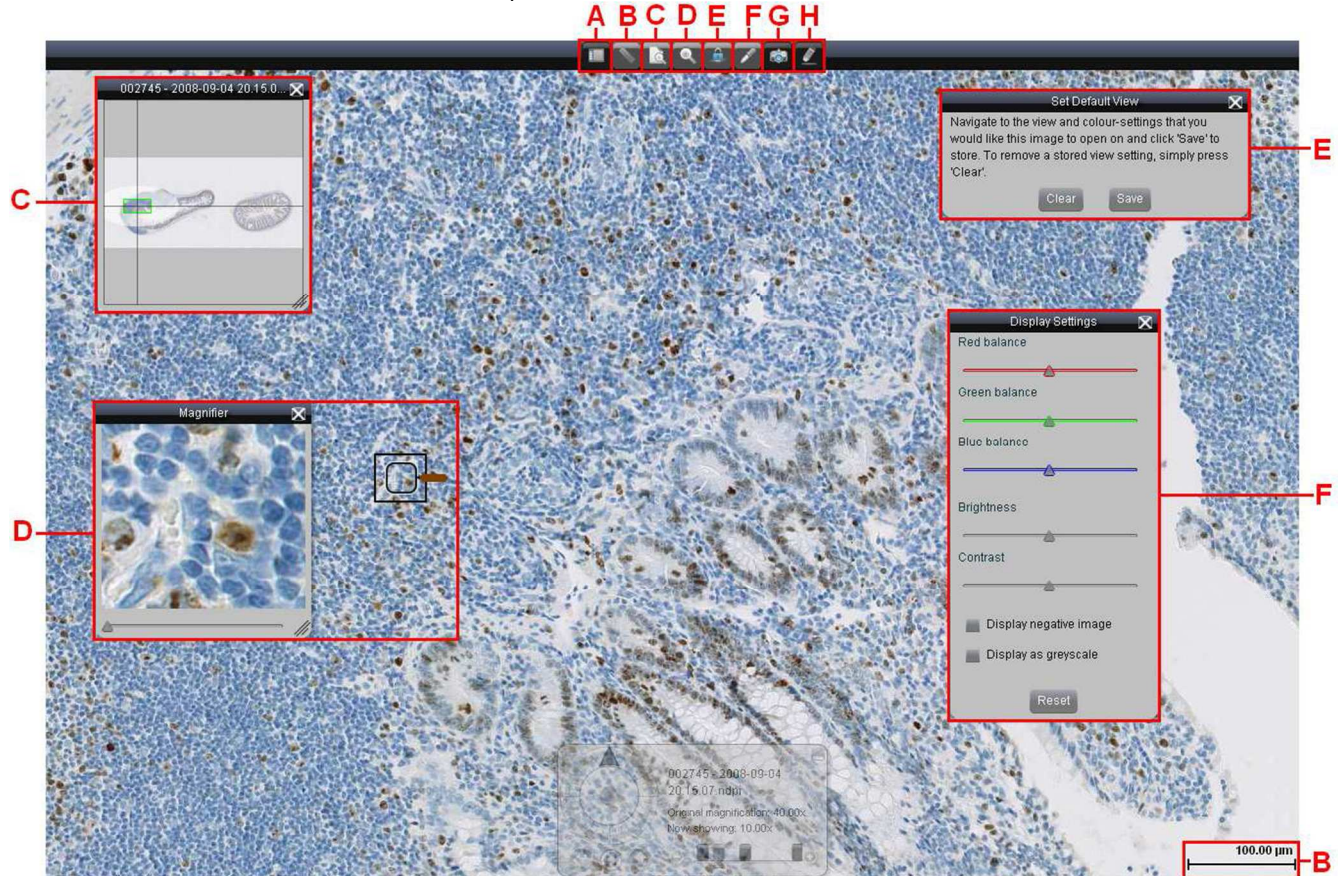 A B C D E F G H
002745 - 2008-09-04 20.15.0...
C
Set Default View
Navigate to the view and colour-settings that you
would like this image to open on and click 'Save' to
store. To remove a stored view setting, simply press
'Clear'.
Clear Save
E
Magnifier
D
Display Settings
Red balance
Green balance
Blue balance
Brightness
Contrast
Display negative image
Display as greyscale
Reset
F
002745 - 2008-09-04
20.15.07.ndpi
Original magnification: 40.00x
Now showing: 10.00x
100.00 µm
B